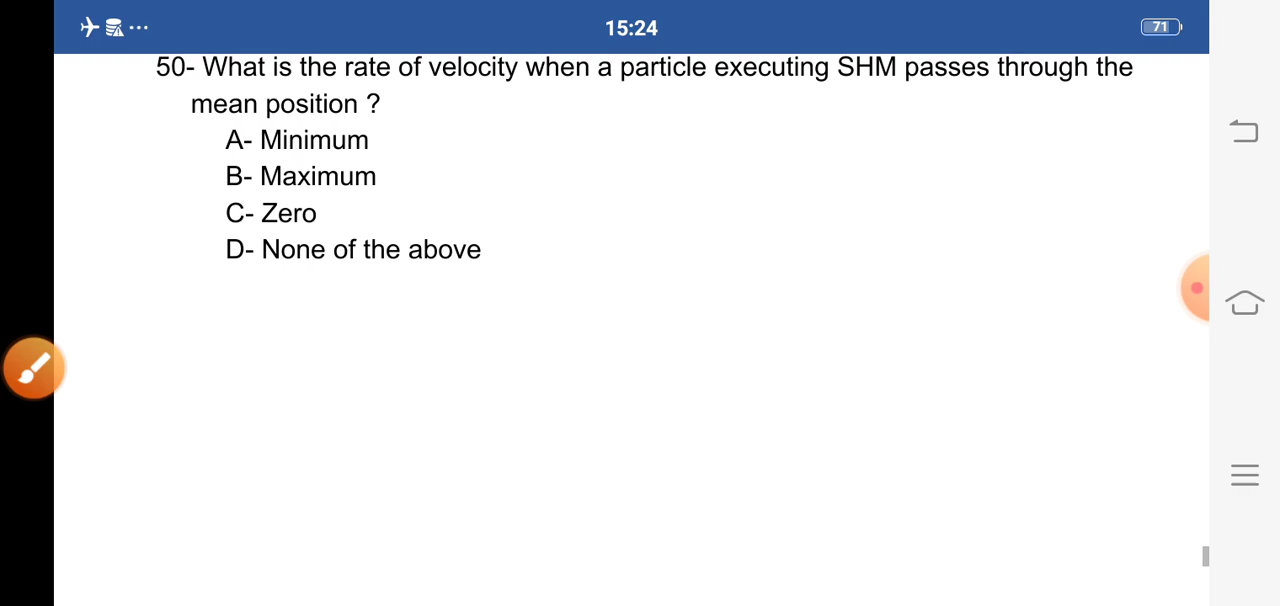 15:24
71
50- What is the rate of velocity when a particle executing SHM passes through the
mean position ?
A- Minimum
B- Maximum
C- Zero
D- None of the above